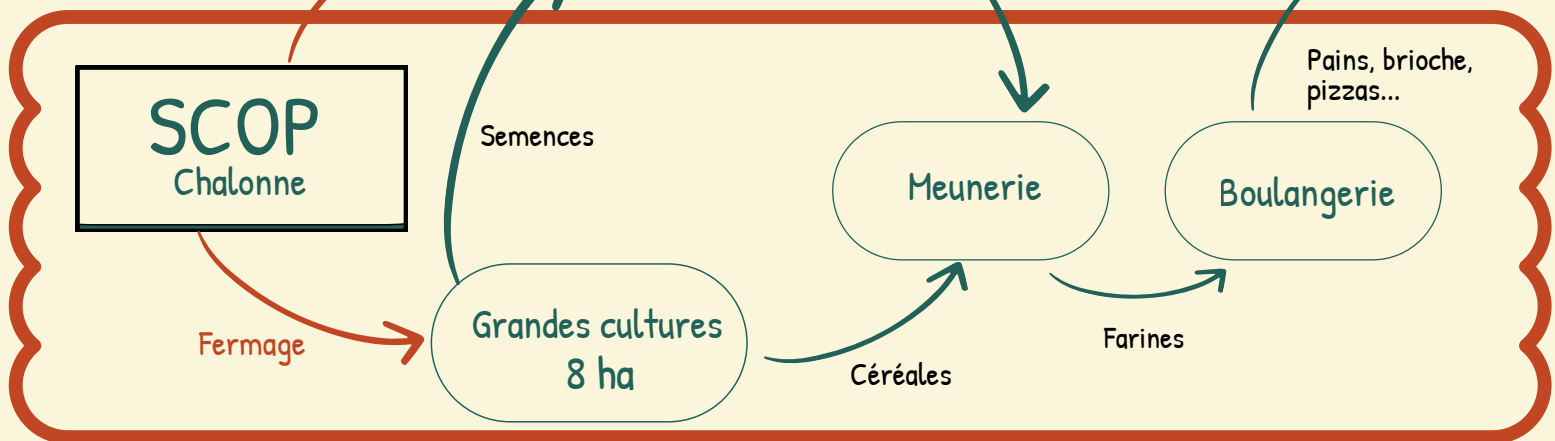 SCOP
Chalonne
Semences
Pains, brioche,
pizzas...
Meunerie
Boulangerie
Fermage
Grandes cultures
8 ha
Céréales
Farines